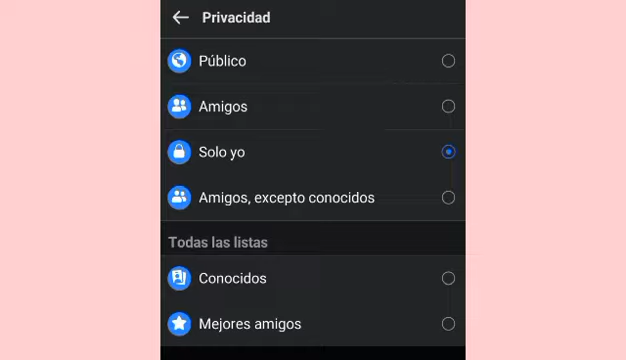 Privacidad
Público
Amigos
Solo yo
Amigos, excepto conocidos
Todas las listas
Conocidos
Mejores amigos